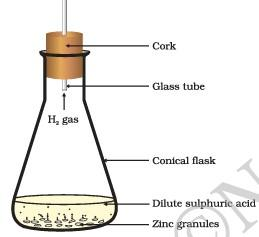 Cork
Glass tube
H₂ gas
Conical flask
Dilute sulphuric acid
Zinc granules